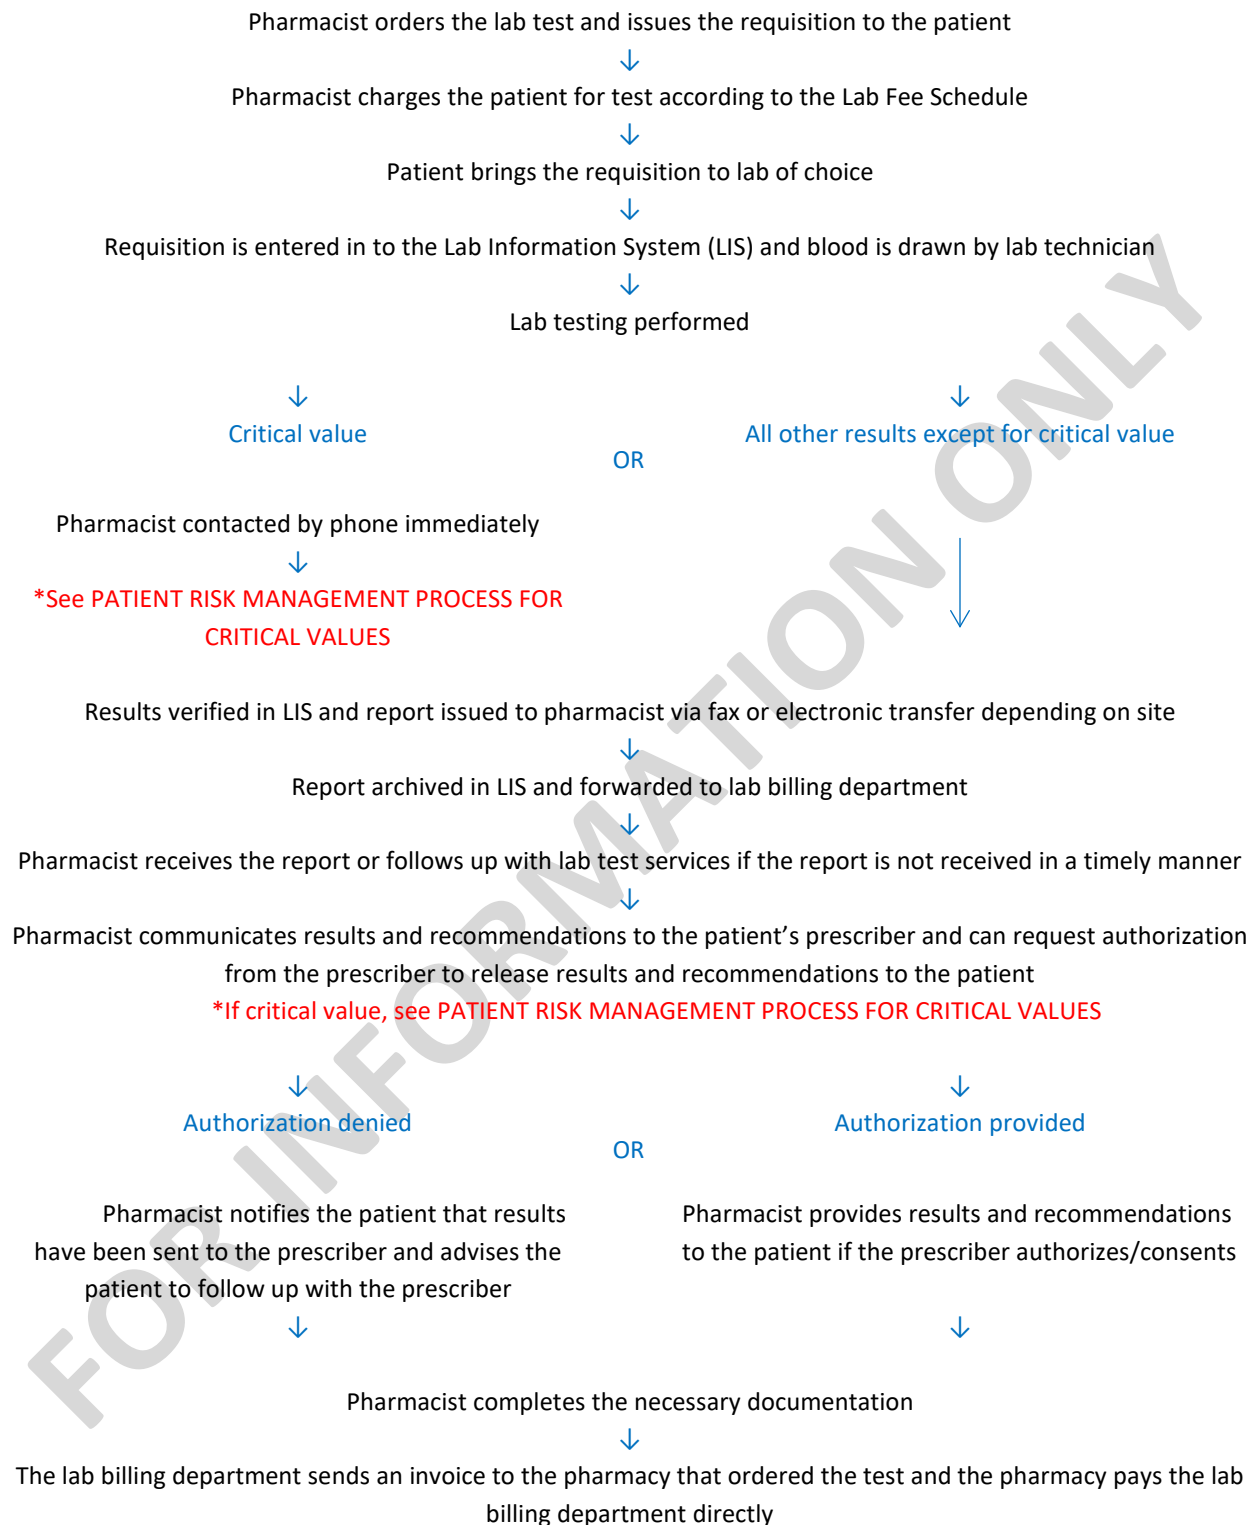 Pharmacist orders the lab test and issues the requisition to the patient
↓
Pharmacist charges the patient for test according to the Lab Fee Schedule
↓
Patient brings the requisition to lab of choice
↓
Requisition is entered in to the Lab Information System (LIS) and blood is drawn by lab technician
↓
Lab testing performed
↓ ↓
Critical value
All other results except for critical value
OR
Pharmacist contacted by phone immediately
↓
*See PATIENT RISK MANAGEMENT PROCESS FOR
CRITICAL VALUES
↓
Results verified in LIS and report issued to pharmacist via fax or electronic transfer depending on site
↓
Report archived in LIS and forwarded to lab billing department
↓
Pharmacist receives the report or follows up with lab test services if the report is not received in a timely manner
↓
Pharmacist communicates results and recommendations to the patient’s prescriber and can request authorization
from the prescriber to release results and recommendations to the patient
*If critical value, see PATIENT RISK MANAGEMENT PROCESS FOR CRITICAL VALUES
↓ ↓
Authorization denied
Authorization provided
OR
Pharmacist notifies the patient that results
have been sent to the prescriber and advises the
patient to follow up with the prescriber
↓
Pharmacist provides results and recommendations
to the patient if the prescriber authorizes/consents
↓
Pharmacist completes the necessary documentation
↓
The lab billing department sends an invoice to the pharmacy that ordered the test and the pharmacy pays the lab
billing department directly
FOR INFORMATION ONLY